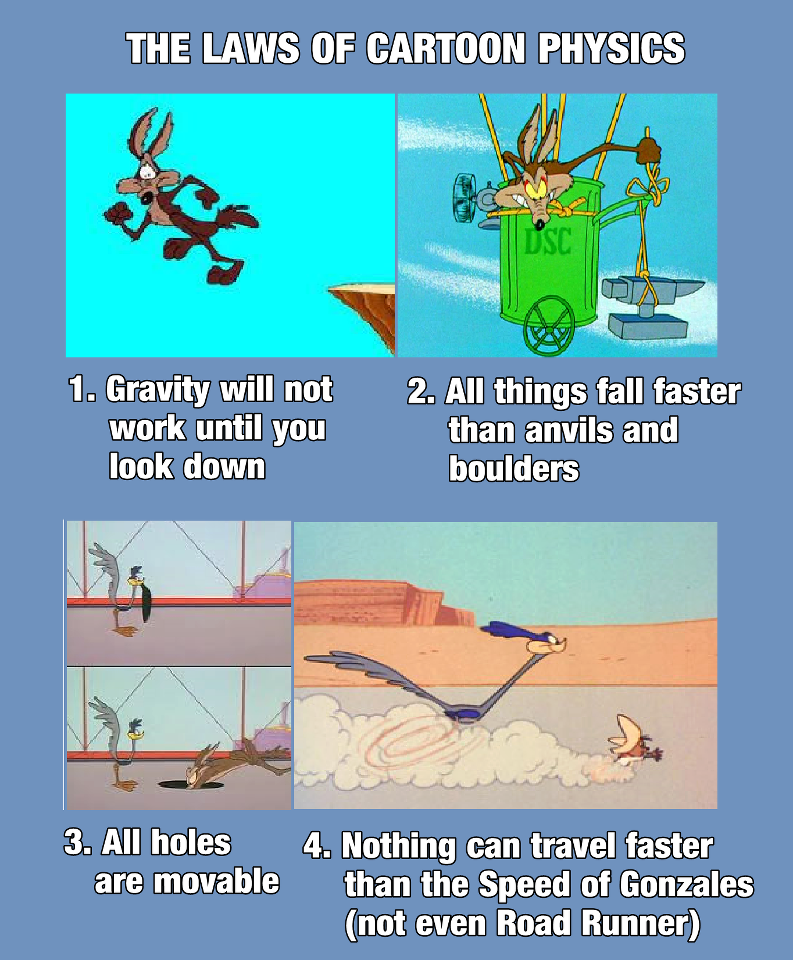 THE LAWS OF CARTOON PHYSICS
DSC
1. Gravity will not
work until you
look down
2. All things fall faster
than anvils and
boulders
3. All holes
are movable
4. Nothing can travel faster
than the Speed of Gonzales
(not even Road Runner)